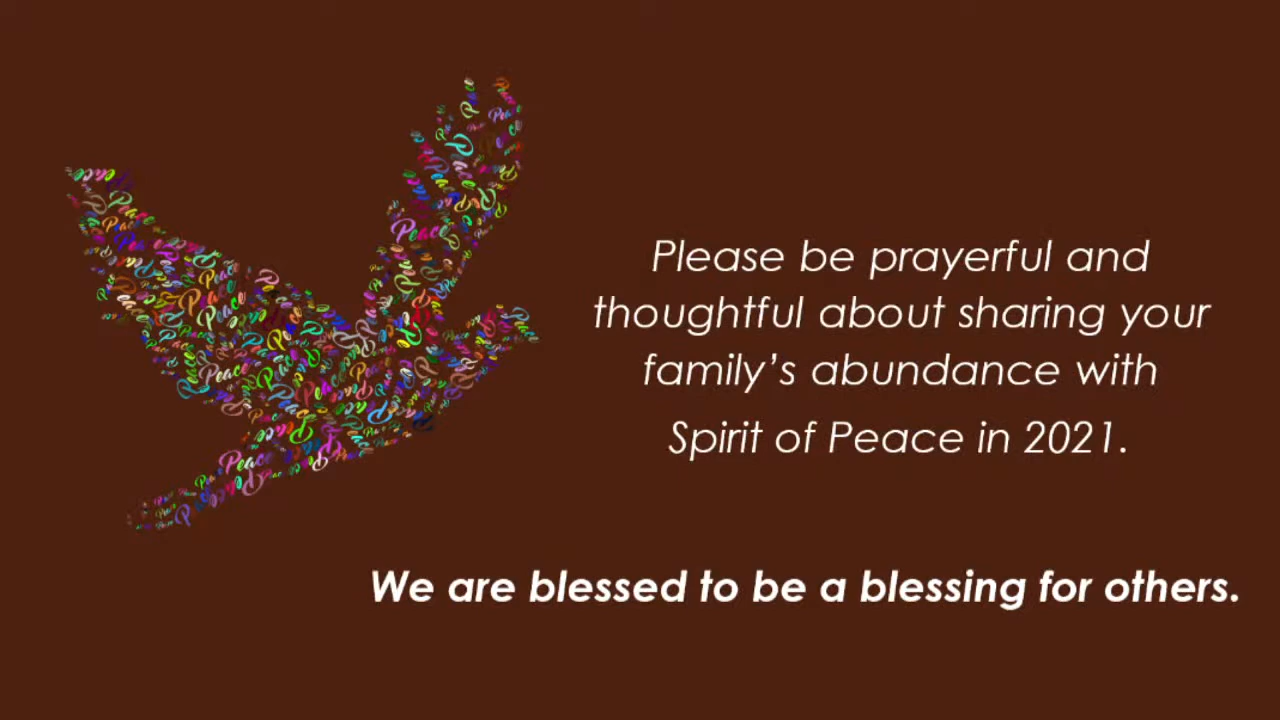 Please be prayerful and
thoughtful about sharing your
family’s abundance with
Spirit of Peace in 2021.
We are blessed to be a blessing for others.